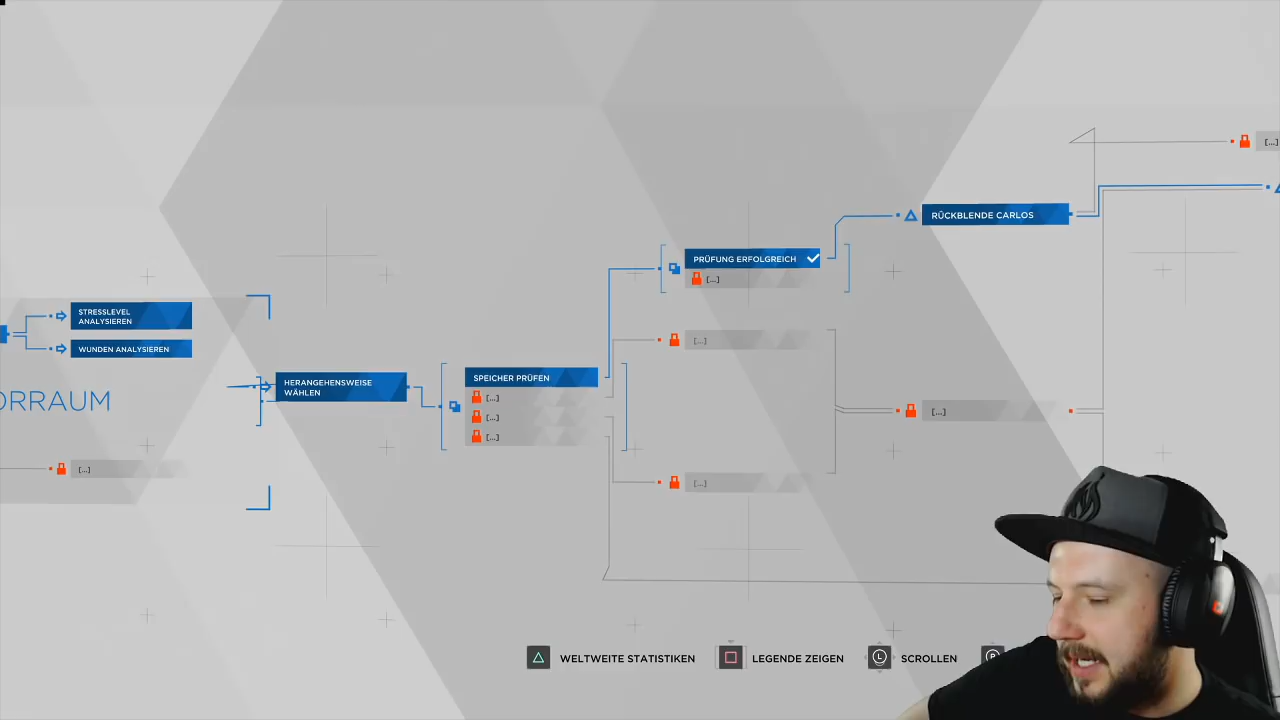 [...]
RÜCKBLENDE CARLOS
PRÜFUNG ERFOLGREICH
[...]
STRESSLEVEL
ANALYSIEREN
WUNDEN ANALYSIEREN
[...]
HERANGEHENSWEISE
WÄHLEN
SPEICHER PRÜFEN
[...]
[...]
[...]
ORRAUM
[...]
[...]
[...]
WELTWEITE STATISTIKEN
LEGENDE ZEIGEN
L
SCROLLEN
R